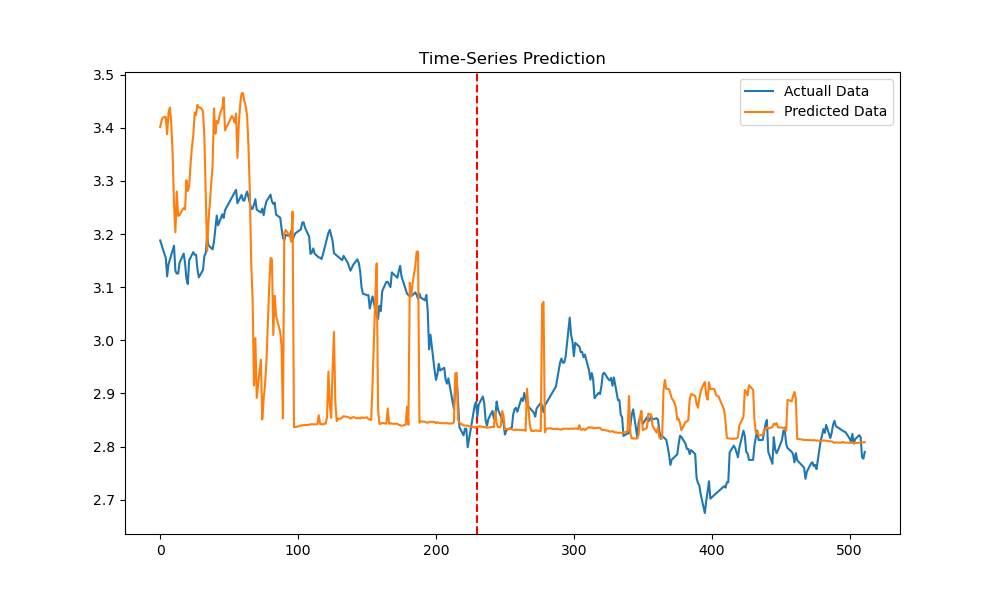 Time-Series Prediction
Actuall Data
Predicted Data
3.5
3.4
3.3
3.2
3.1
3.0
2.9
2.8
2.7
0 100 200 300 400 500